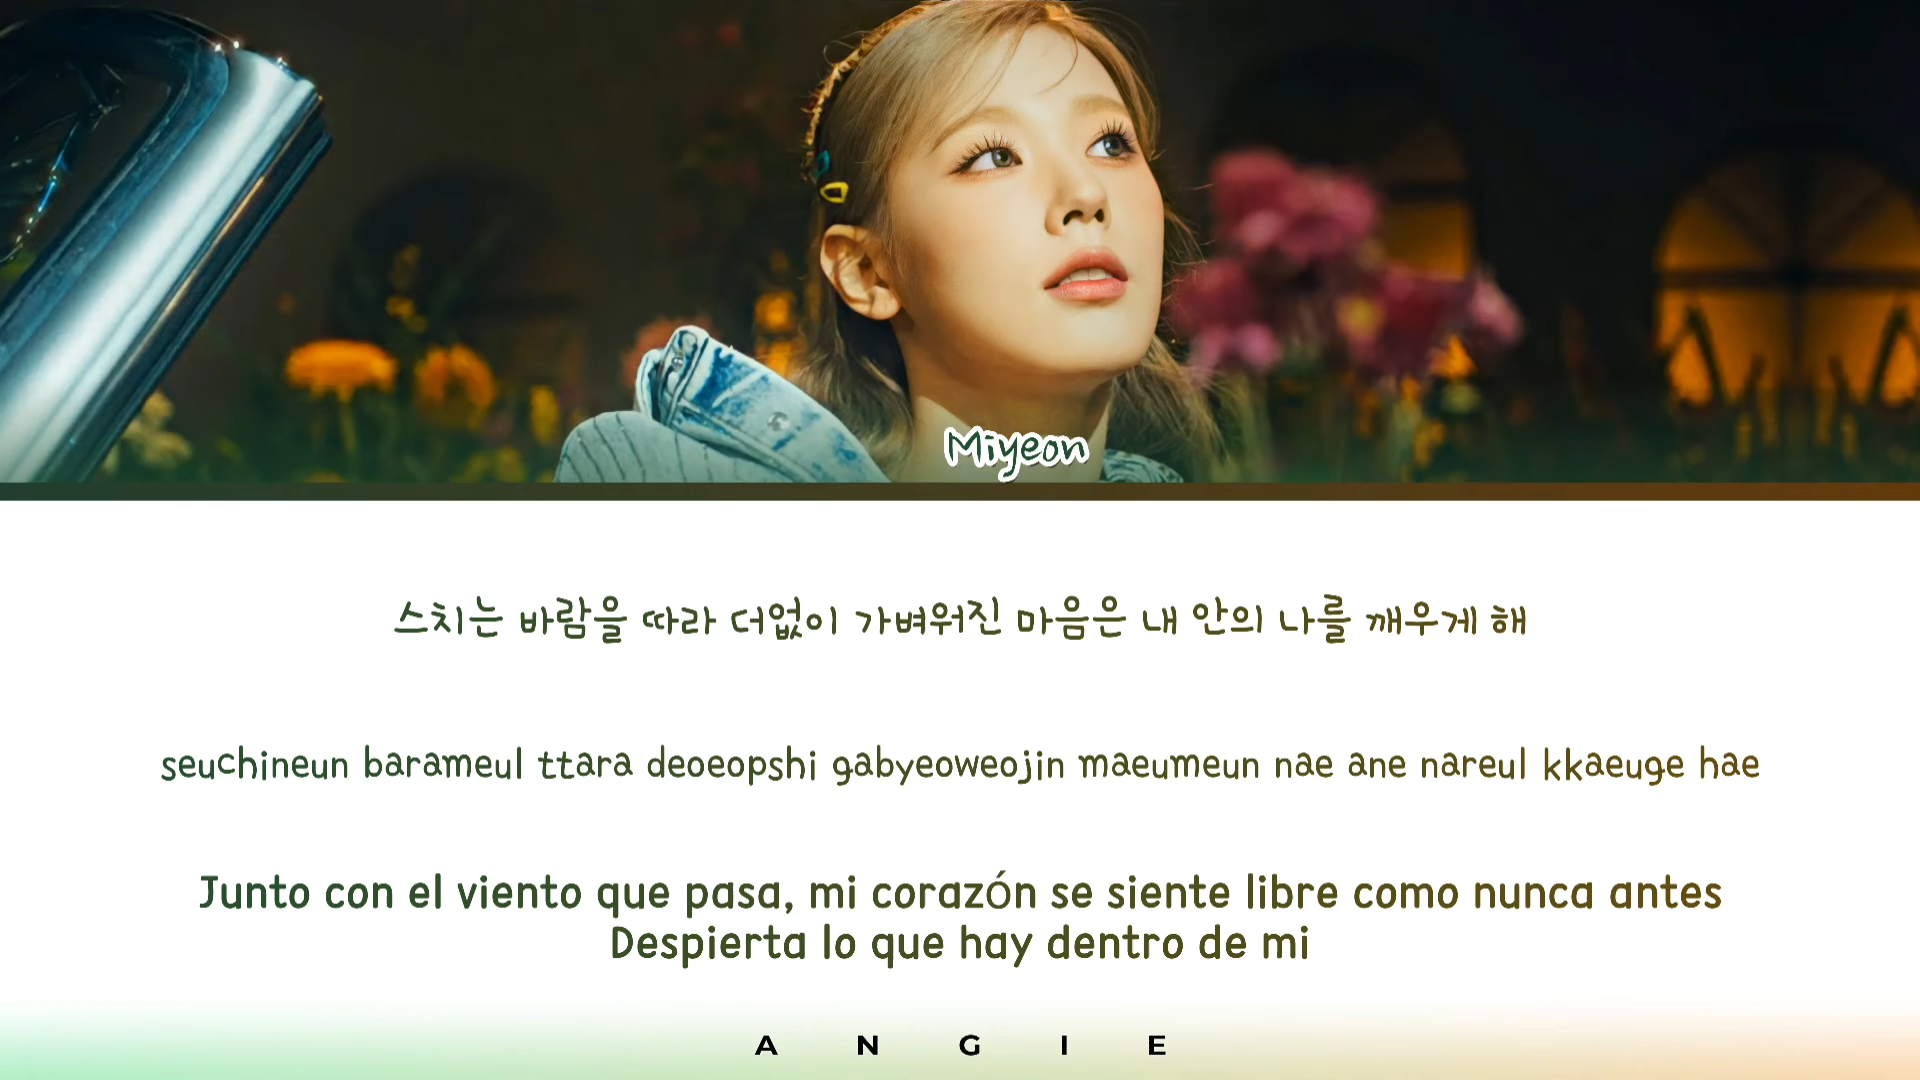 Miyeon
스치는 바람을 따라 더없이 가벼워진 마음은 내 안의 나를 깨우게 해
seuchineun barameul ttara deoeopshi gabyeoweojin maeumeun nae ane nareul kkaeuge hae
Junto con el viento que pasa, mi corazón se siente libre como nunca antes
Despierta lo que hay dentro de mi
A N G I E